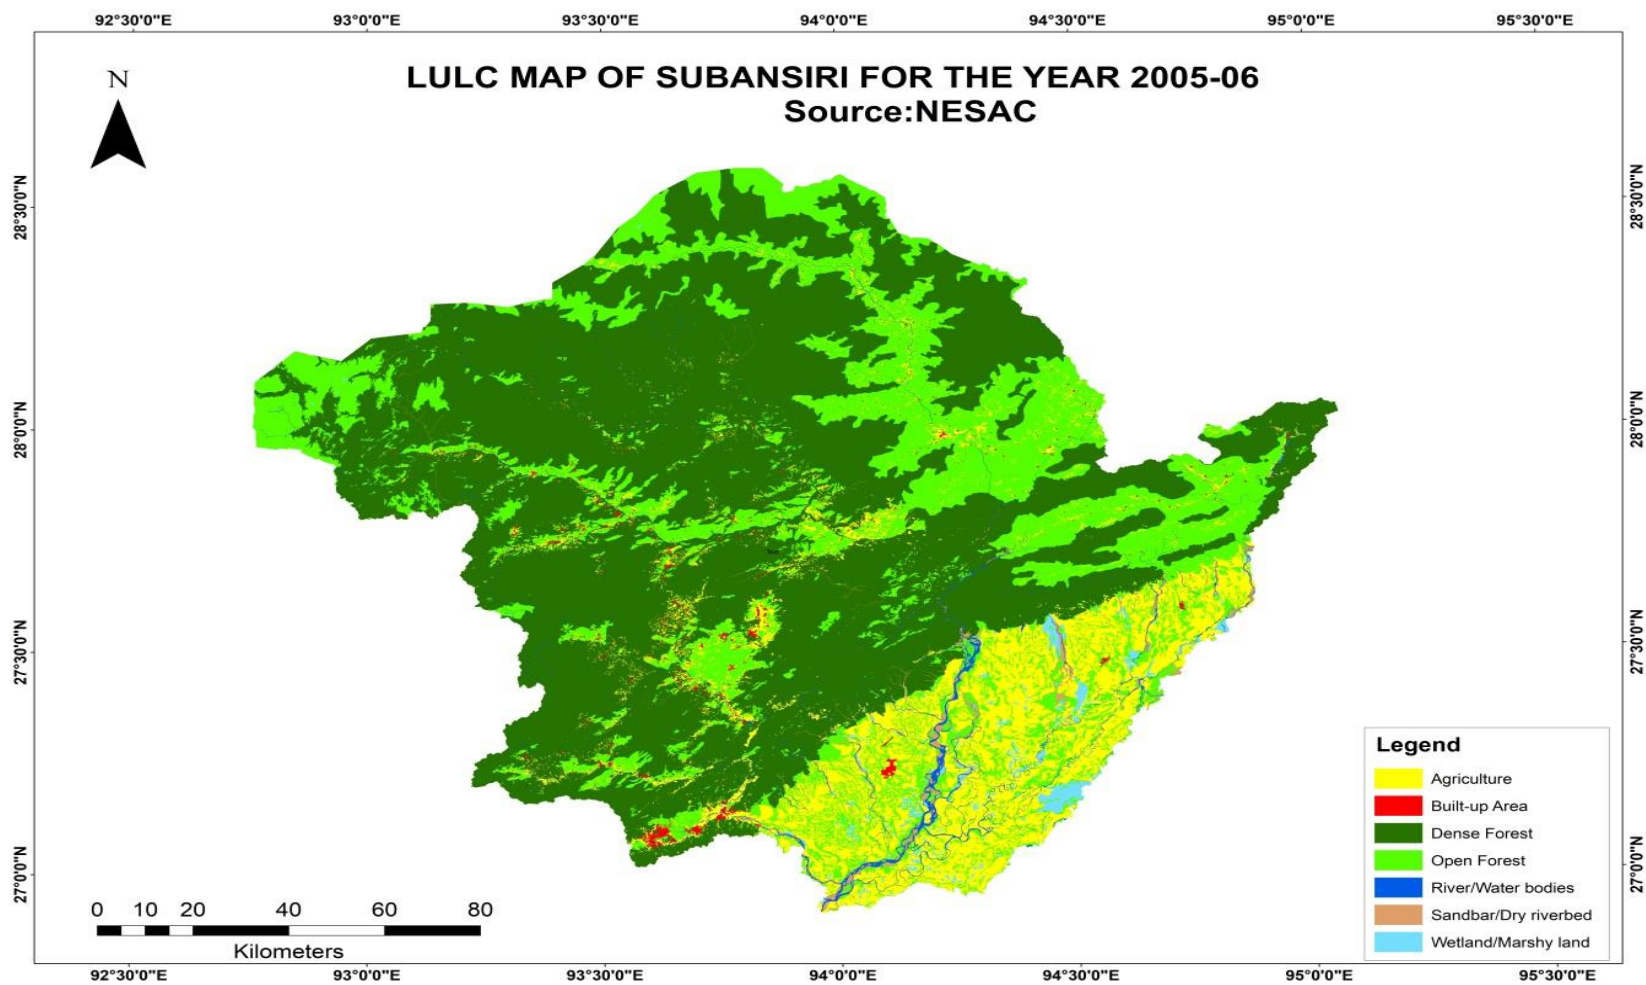 92°30'0"E 93°0'0"E 93°30'0"E 94°0'0"E 94°30'0"E 95°0'0"E 95°30'0"E
N
LULC MAP OF SUBANSIRI FOR THE YEAR 2005-06
Source:NESAC
28°30'0"N
28°30'0"N
28°0'0"N
28°0'0"N
27°30'0"N
27°30'0"N
27°0'0"N
27°0'0"N
Legend
Agriculture
Built-up Area
Dense Forest
Open Forest
River/Water bodies
Sandbar/Dry riverbed
Wetland/Marshy land
0 10 20 40 60 80
Kilometers
92°30'0"E 93°0'0"E 93°30'0"E 94°0'0"E 94°30'0"E 95°0'0"E 95°30'0"E